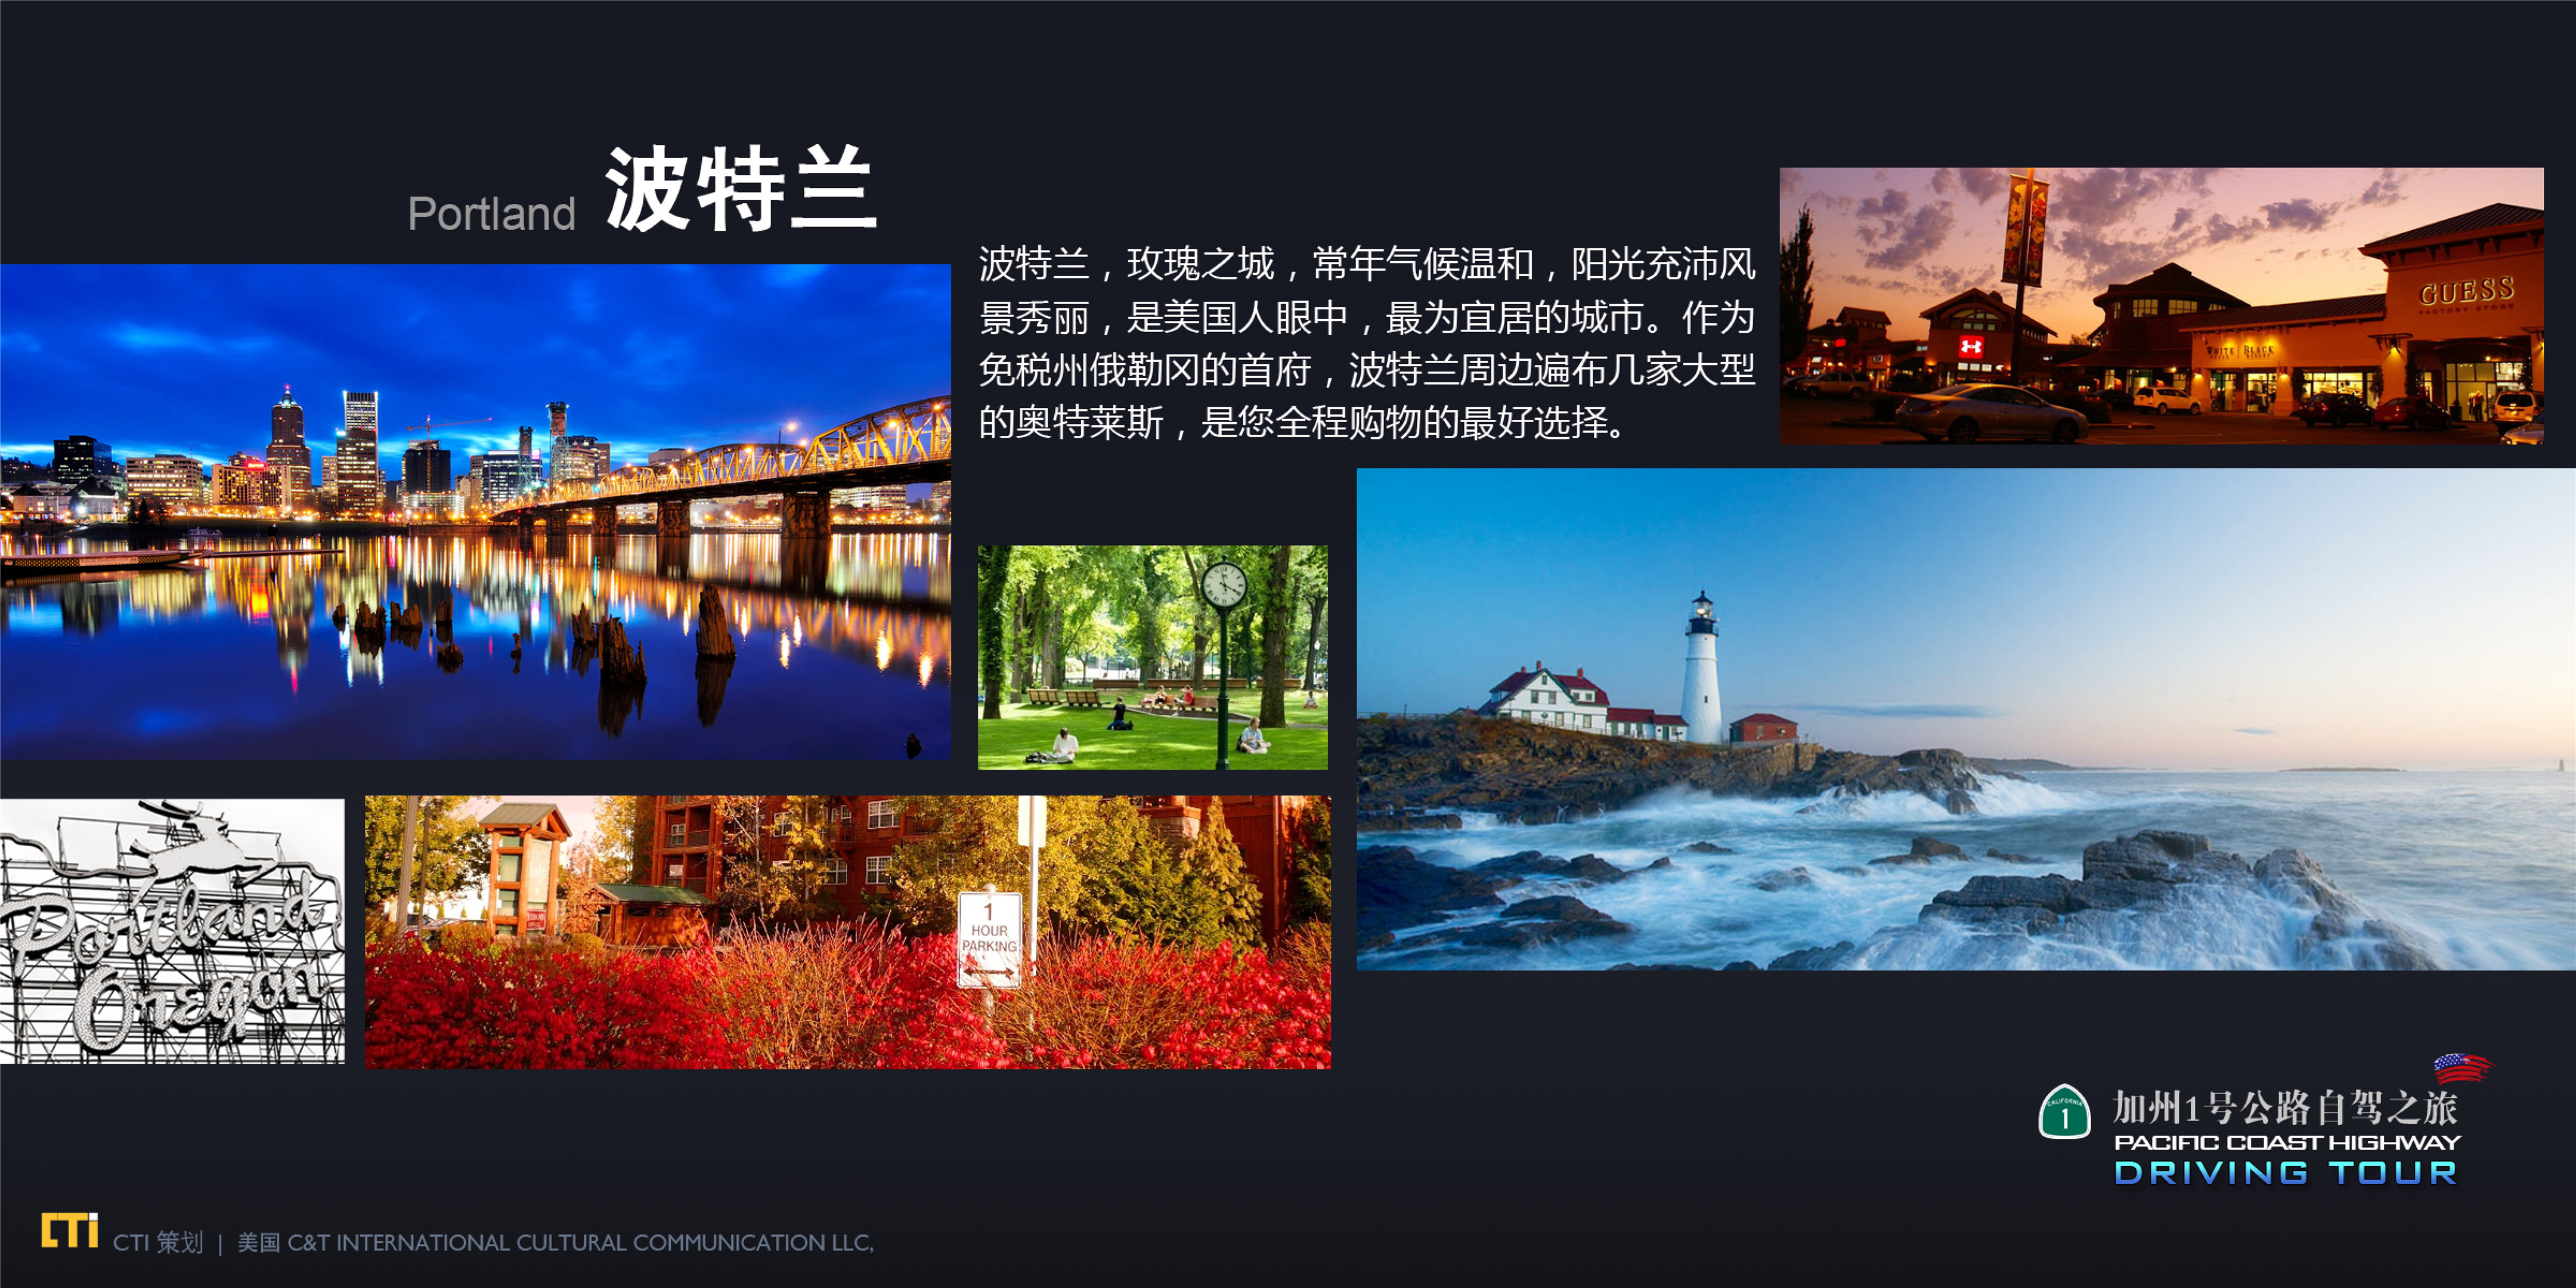 Portland 波特兰
波特兰，玫瑰之城，常年气候温和，阳光充沛风
景秀丽，是美国人眼中，最为宜居的城市。作为
免税州俄勒冈的首府，波特兰周边遍布几家大型
的奥特莱斯，是您全程购物的最好选择。
GUESS
FACTORY STORE
WHITE BLACK
Portland
Oregon
1
HOUR
PARKING
CALIFORNIA
1
加州1号公路自驾之旅
PACIFIC COAST HIGHWAY
DRIVING TOUR
CTi CTI 策划 | 美国 C&T INTERNATIONAL CULTURAL COMMUNICATION LLC,